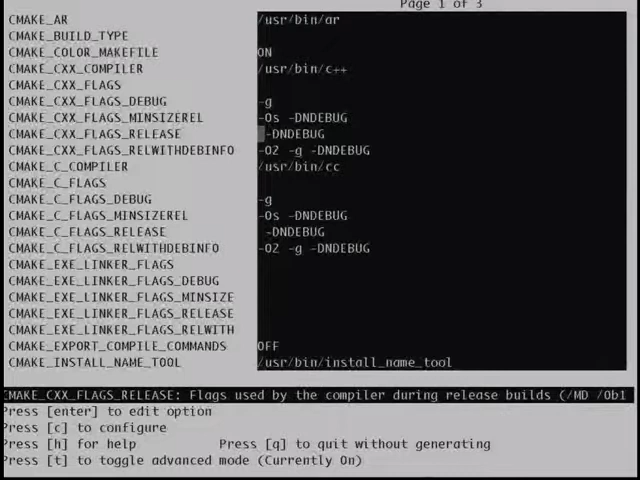 Page 1 of 3
CMAKE_AR /usr/bin/ar
CMAKE_BUILD_TYPE
CMAKE_COLOR_MAKEFILE ON
CMAKE_CXX_COMPILER /usr/bin/c++
CMAKE_CXX_FLAGS
CMAKE_CXX_FLAGS_DEBUG -g
CMAKE_CXX_FLAGS_MINSIZEREL -Os -DNDEBUG
CMAKE_CXX_FLAGS_RELEASE -DNDEBUG
CMAKE_CXX_FLAGS_RELWITHDEBINFO -O2 -g -DNDEBUG
CMAKE_C_COMPILER /usr/bin/cc
CMAKE_C_FLAGS
CMAKE_C_FLAGS_DEBUG -g
CMAKE_C_FLAGS_MINSIZEREL -Os -DNDEBUG
CMAKE_C_FLAGS_RELEASE -DNDEBUG
CMAKE_C_FLAGS_RELWITHDEBINFO -O2 -g -DNDEBUG
CMAKE_EXE_LINKER_FLAGS
CMAKE_EXE_LINKER_FLAGS_DEBUG
CMAKE_EXE_LINKER_FLAGS_MINSIZE
CMAKE_EXE_LINKER_FLAGS_RELEASE
CMAKE_EXE_LINKER_FLAGS_RELWITH
CMAKE_EXPORT_COMPILE_COMMANDS OFF
CMAKE_INSTALL_NAME_TOOL /usr/bin/install_name_tool
CMAKE_CXX_FLAGS_RELEASE: Flags used by the compiler during release builds (/MD /Ob1
Press [enter] to edit option
Press [c] to configure
Press [h] for help Press [q] to quit without generating
Press [t] to toggle advanced mode (Currently On)